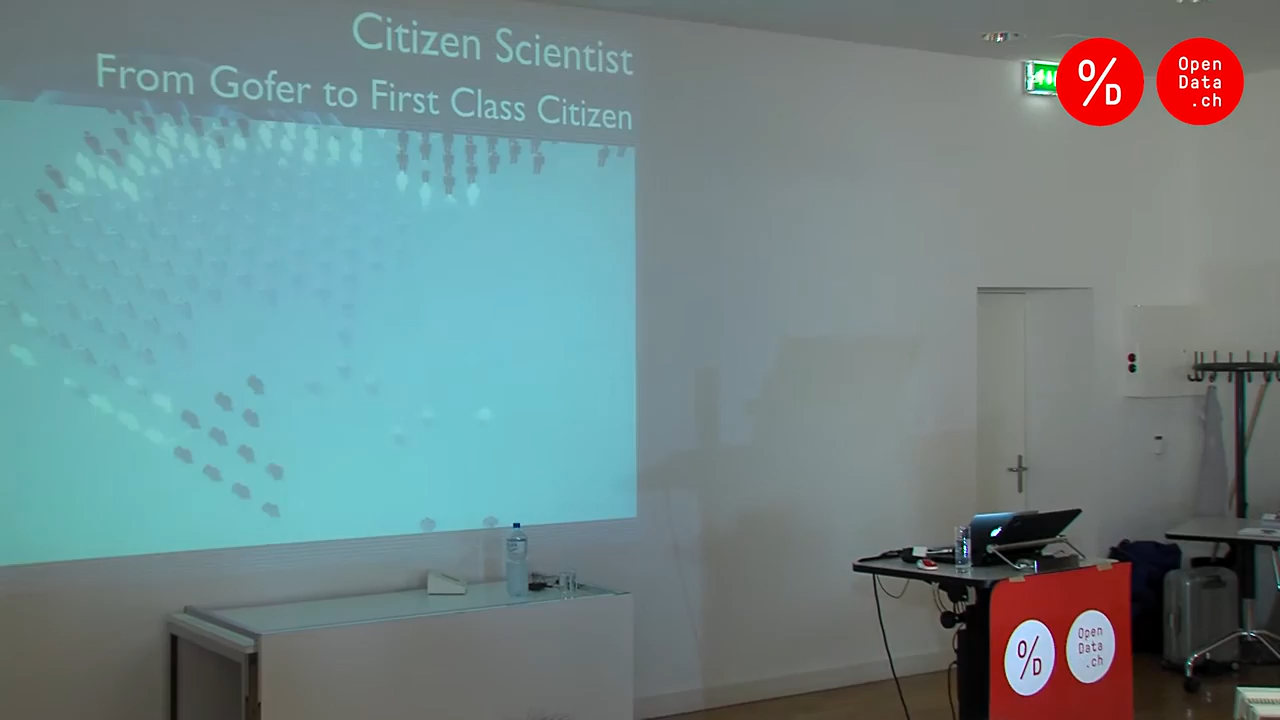 Citizen Scientist
From Gofer to First Class Citizen
O/D
Open
Data
.ch
O/D
Open
Data
.ch